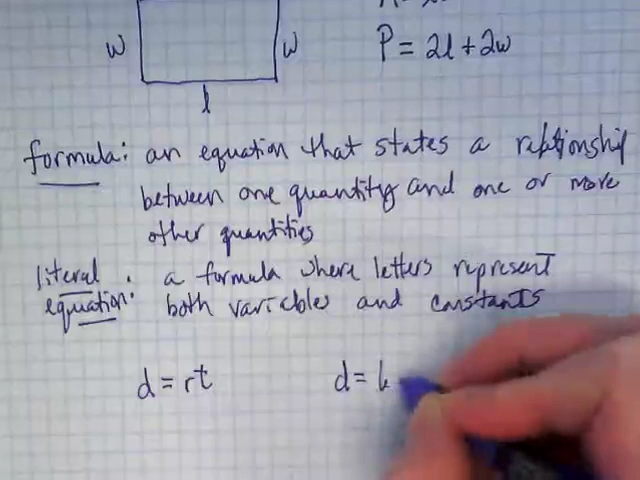 w
w
P = 2l + 2w
l
formula: an equation that states a relationship
between one quantity and one or more
other quantities
literal equation: a formula where letters represent
both variables and constants
d = rt
d = k